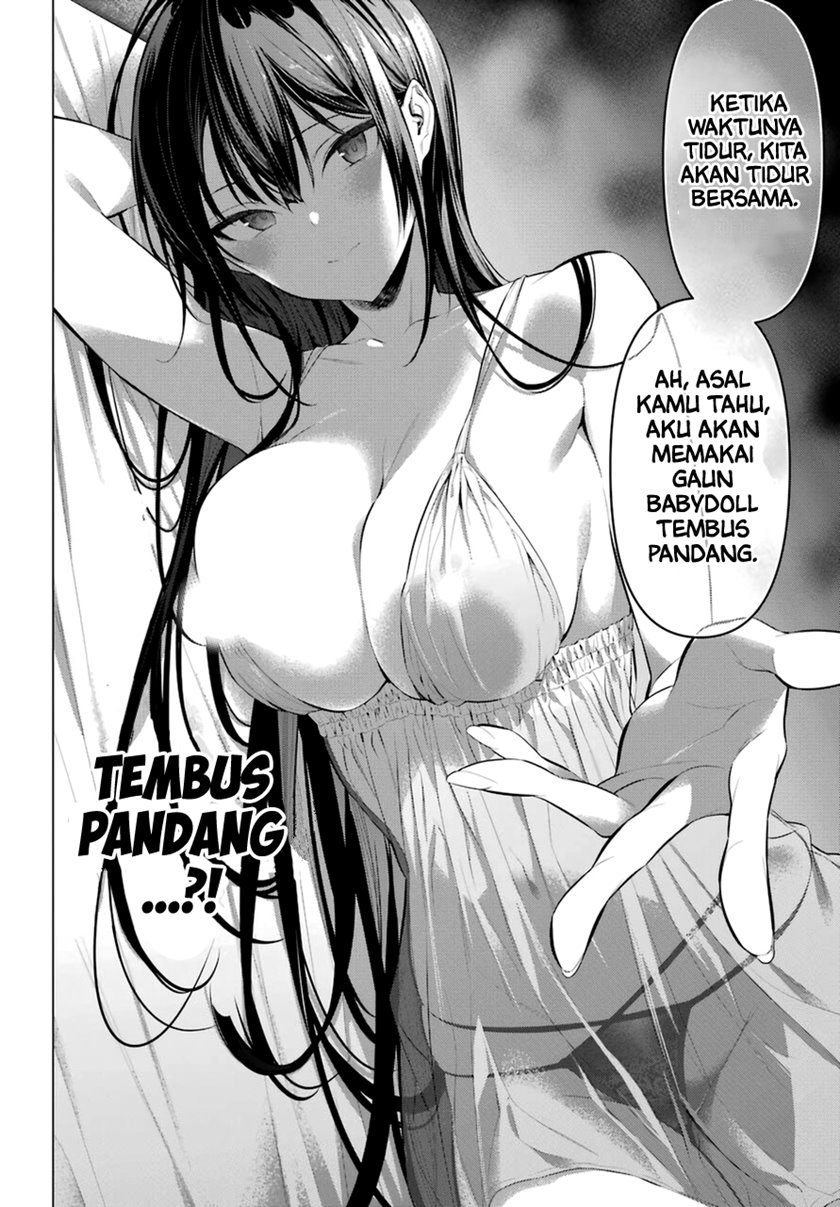 KETIKA
WAKTUNYA
TIDUR, KITA
AKAN TIDUR
BERSAMA.
AH, ASAL
KAMU TAHU,
AKU AKAN
MEMAKAI
GAUN
BABYDOLL
TEMBUS
PANDANG.
TEMBUS
PANDANG
....?!